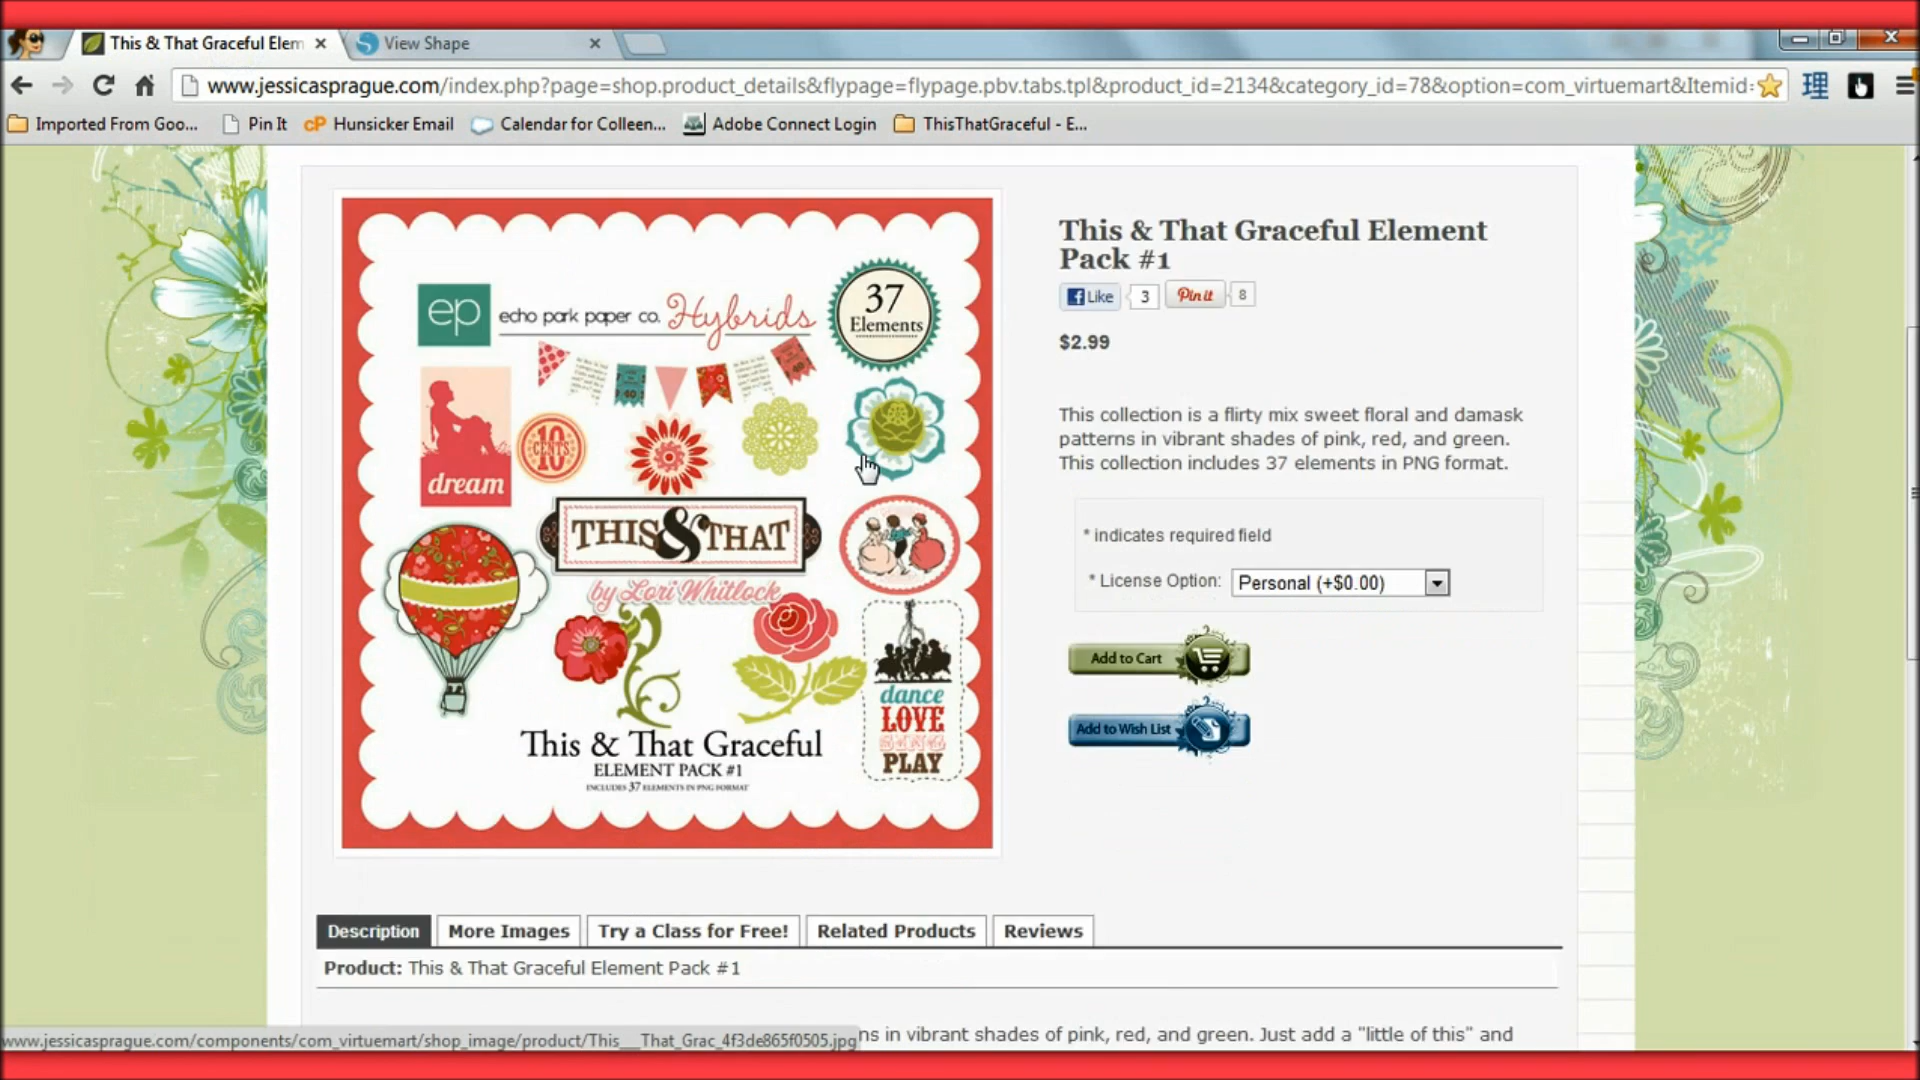 This & That Graceful Elem
View Shape
www.jessicasprague.com/index.php?page=shop.product_details&flypage=flypage.pbv.tabs.tpl&product_id=2134&category_id=78&option=com_virtuemart&Itemid:
理
Imported From Goo...
Pin It
cP Hunsicker Email
Calendar for Colleen...
Adobe Connect Login
ThisThatGraceful - E...
ep echo park paper co. Hybrids
37
Elements
10
CENTS
dream
THIS & THAT
by Lori Whitlock
dance
LOVE
PLAY
This & That Graceful
ELEMENT PACK #1
INCLUDES 37 ELEMENTS IN PNG FORMAT
This & That Graceful Element
Pack #1
Like 3 Pin it 8
$2.99
This collection is a flirty mix sweet floral and damask
patterns in vibrant shades of pink, red, and green.
This collection includes 37 elements in PNG format.
* indicates required field
* License Option: Personal (+$0.00)
Add to Cart
Add to Wish List
Description
More Images
Try a Class for Free!
Related Products
Reviews
Product: This & That Graceful Element Pack #1
ns in vibrant shades of pink, red, and green. Just add a "little of this" and
www.jessicasprague.com/components/com_virtuemart/shop_image/product/This___That_Grac_4f3de865f0505.jpg